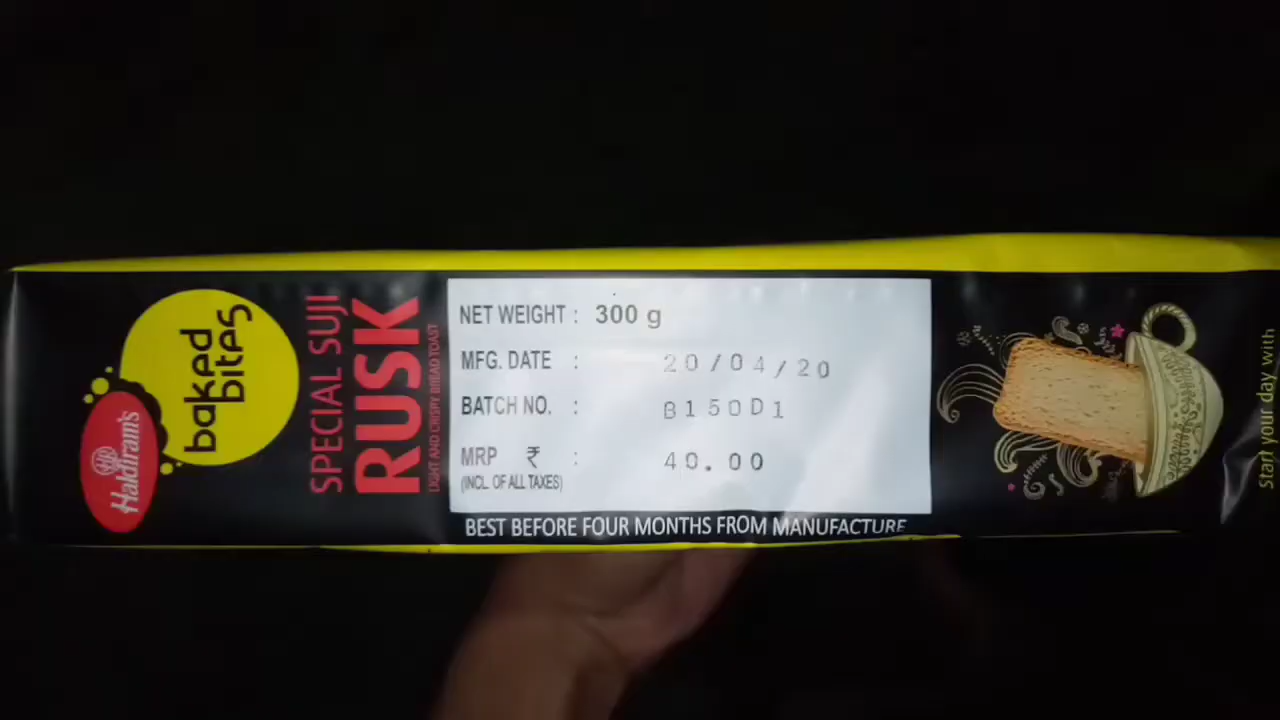 Haldiram's
baked
bites
SPECIAL SUJI
RUSK
LIGHT AND CRISPY BREAD TOAST
NET WEIGHT : 300 g
MFG. DATE : 20/04/20
BATCH NO. : B150D1
MRP ₹ : 40.00
(INCL. OF ALL TAXES)
BEST BEFORE FOUR MONTHS FROM MANUFACTURE
Start your day with